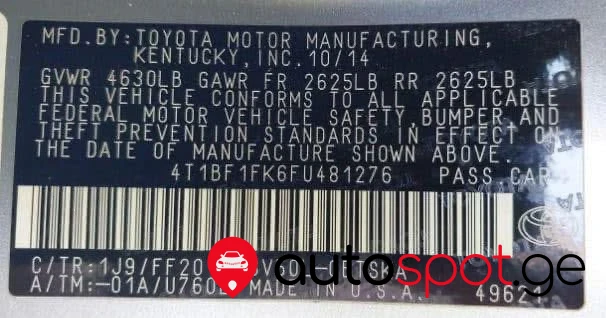 MFD. BY: TOYOTA MOTOR MANUFACTURING,
KENTUCKY, INC. 10/14
GVWR 4630LB GAWR FR 2625LB RR 2625LB
THIS VEHICLE CONFORMS TO ALL APPLICABLE
FEDERAL MOTOR VEHICLE SAFETY, BUMPER, AND
THEFT PREVENTION STANDARDS IN EFFECT ON
THE DATE OF MANUFACTURE SHOWN ABOVE.
4T1BF1FK6FU481276 PASS. CAR
C/TR: 1J9/FF20
autospot.ge
A/TM: -01A/U760E MADE IN U.S.A. 49621